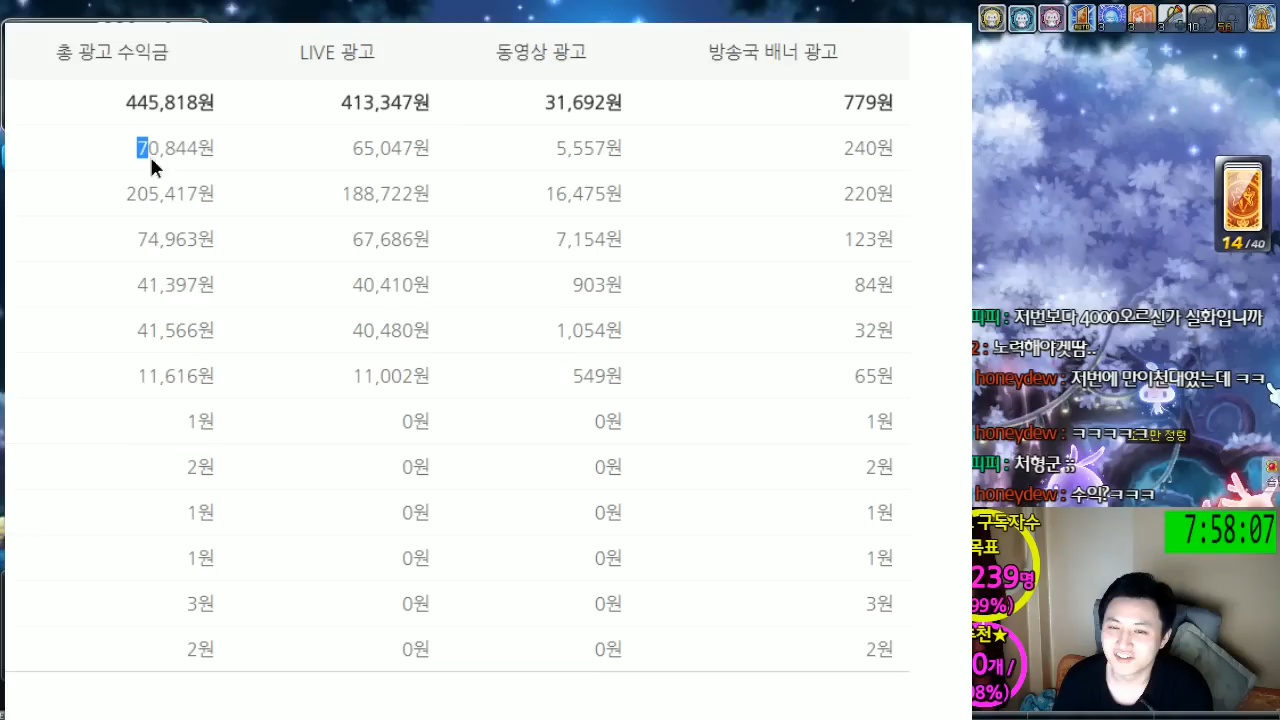 총 광고 수익금 LIVE 광고 동영상 광고 방송국 배너 광고
445,818원 413,347원 31,692원 779원
70,844원 65,047원 5,557원 240원
205,417원 188,722원 16,475원 220원
74,963원 67,686원 7,154원 123원
41,397원 40,410원 903원 84원
41,566원 40,480원 1,054원 32원
11,616원 11,002원 549원 65원
1원 0원 0원 1원
2원 0원 0원 2원
1원 0원 0원 1원
1원 0원 0원 1원
3원 0원 0원 3원
2원 0원 0원 2원
AUTO 3 3 3 10 56
14/40
피피 : 저번보다 4000오르신가 실화입니까
2 : 노력해야겟땀..
honeydew : 저번에 만이천대였는데 ㅋㅋ
honeydew : ㅋㅋㅋㅋㅋ
만 정령
피피 : 처형군 ;;
honeydew : 수익?ㅋㅋㅋ
7:58:07
구독자수
목표
239명
99%)
천★
0개 /
98%)